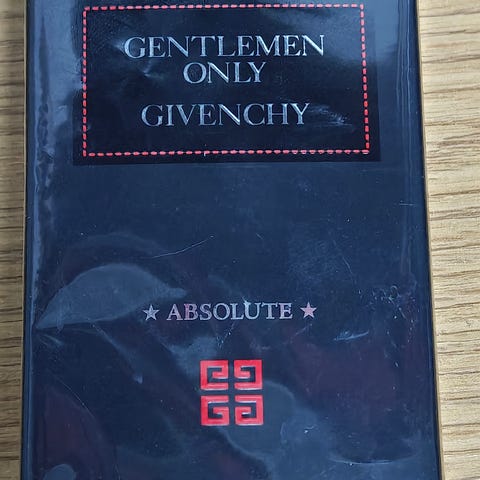 GENTLEMEN
ONLY
GIVENCHY
★ ABSOLUTE ★